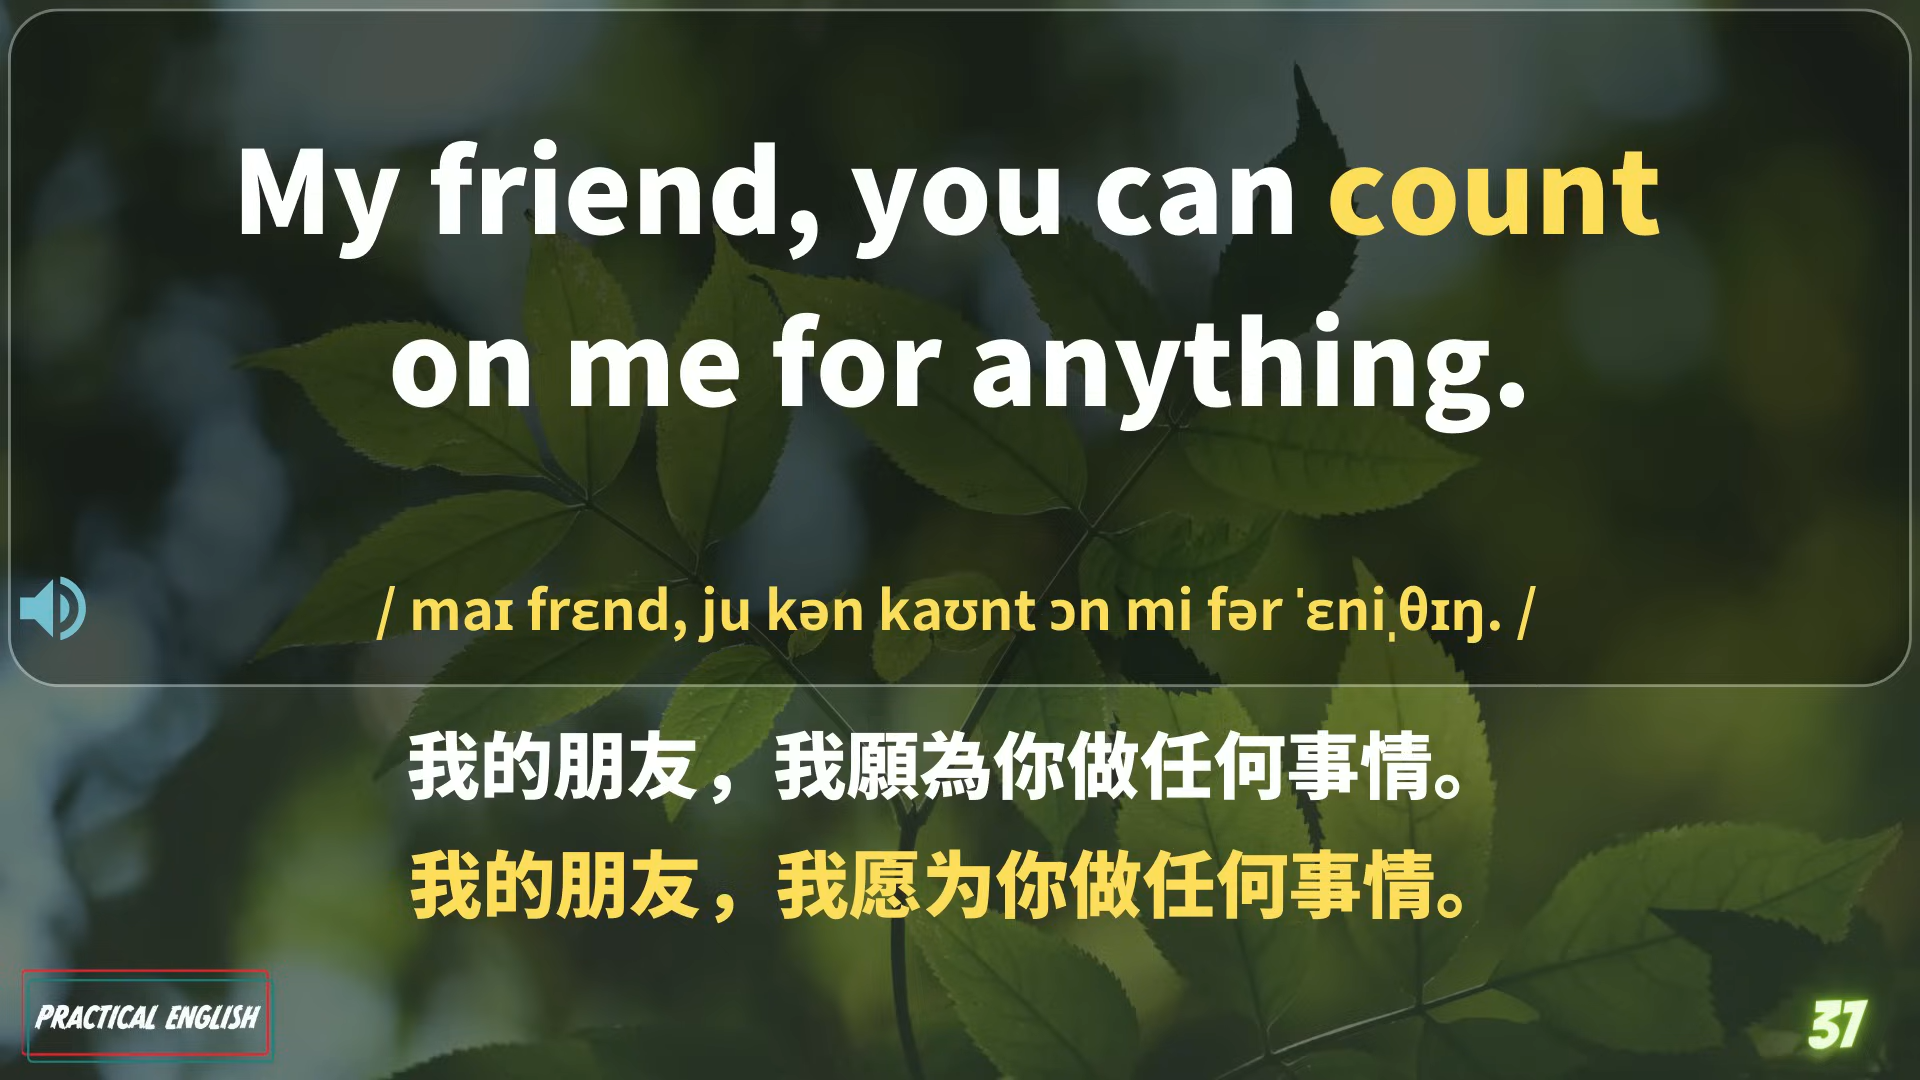 My friend, you can count
on me for anything.
/ maɪ frɛnd, ju kən kaʊnt ɔn mi fər ˈɛniˌθɪŋ. /
我的朋友，我願為你做任何事情。
我的朋友，我愿为你做任何事情。
PRACTICAL ENGLISH
37